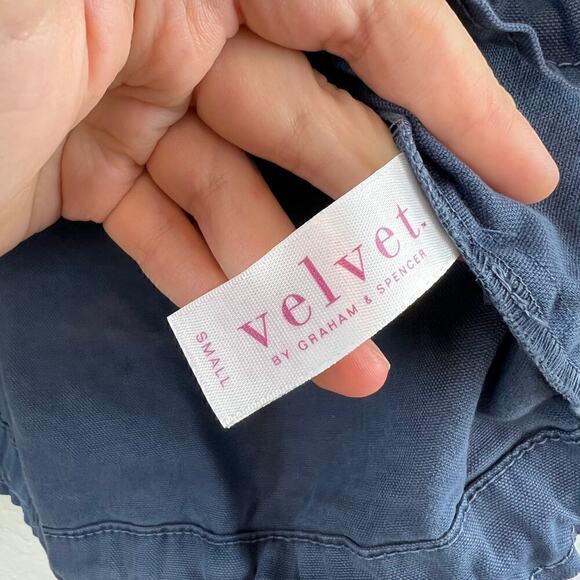 velvet.
BY GRAHAM & SPENCER
SMALL